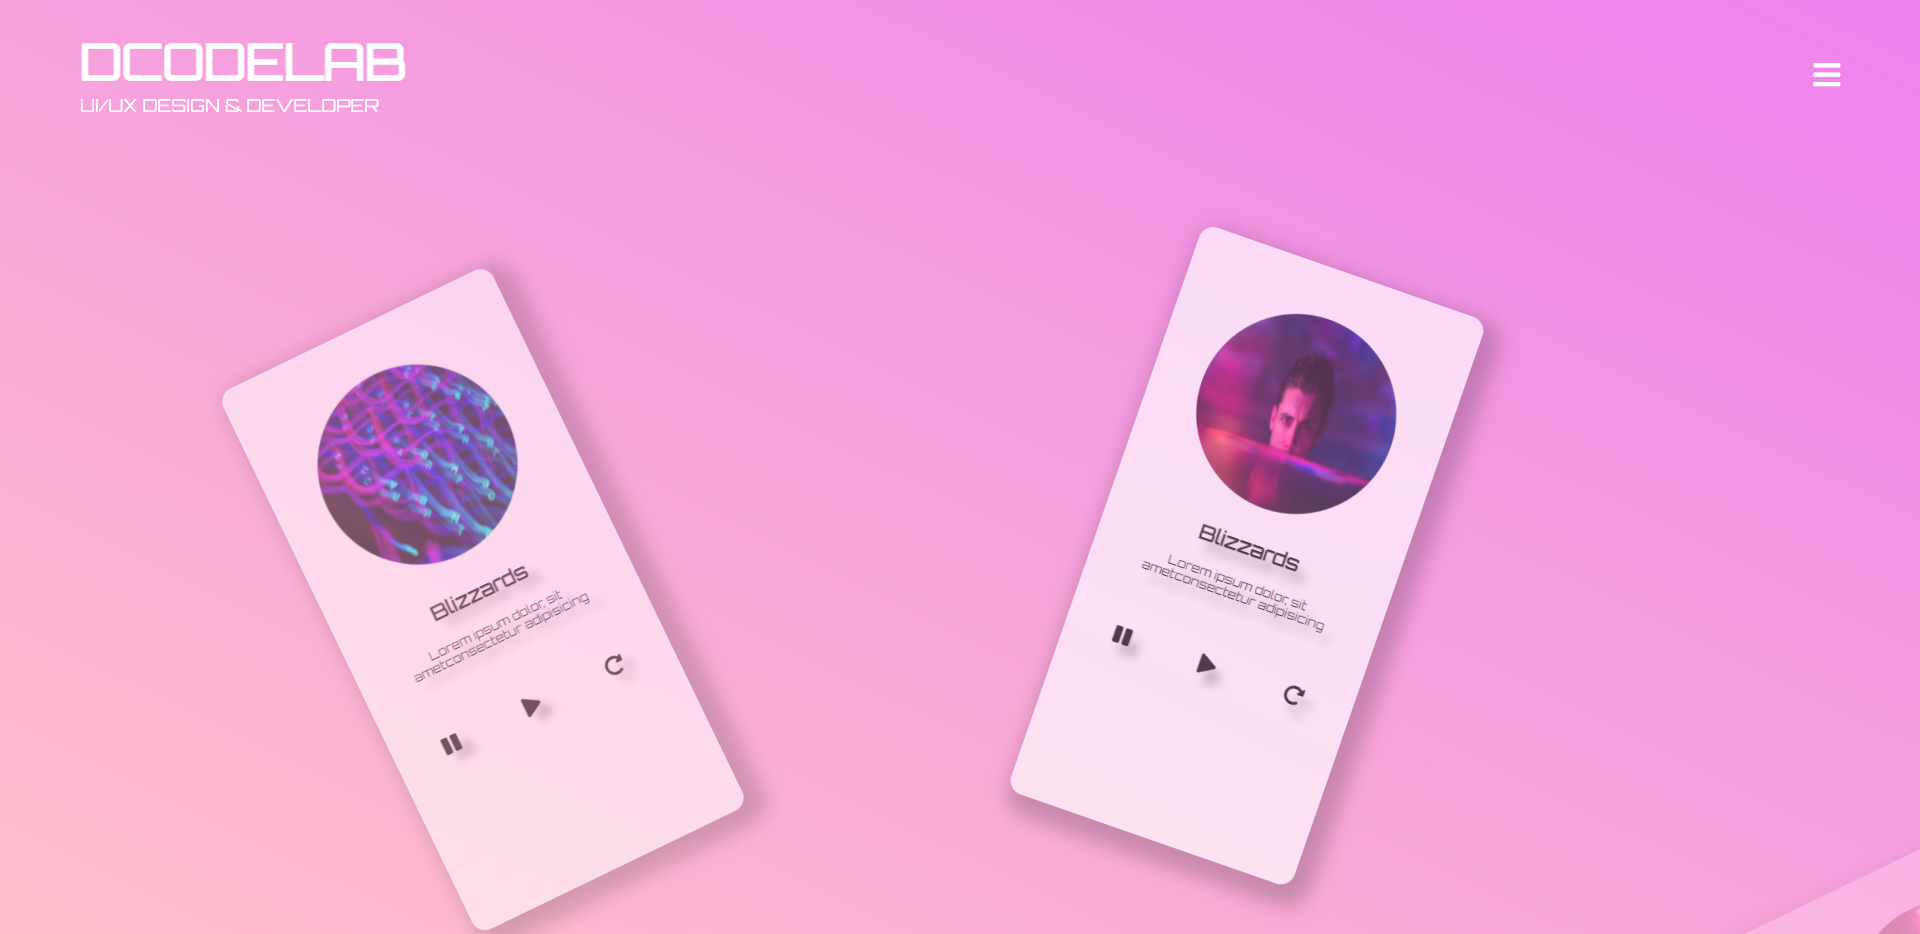 DCODELAB
UI/UX DESIGN & DEVELOPER
Blizzards
Lorem ipsum dolor, sit
ametconsectetur adipisicing
Blizzards
Lorem ipsum dolor, sit
ametconsectetur adipisicing